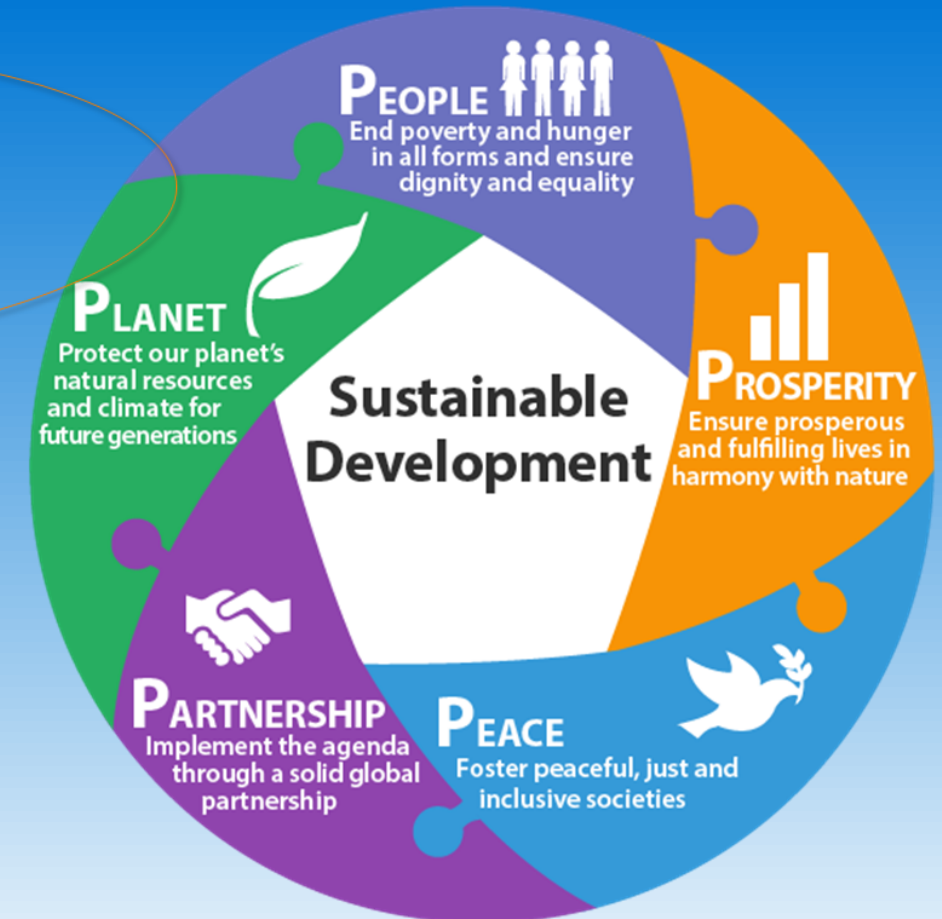 PEOPLE
End poverty and hunger
in all forms and ensure
dignity and equality
PLANET
Protect our planet's
natural resources
and climate for
future generations
Sustainable
Development
PROSPERITY
Ensure prosperous
and fulfilling lives in
harmony with nature
PARTNERSHIP
Implement the agenda
through a solid global
partnership
PEACE
Foster peaceful, just and
inclusive societies